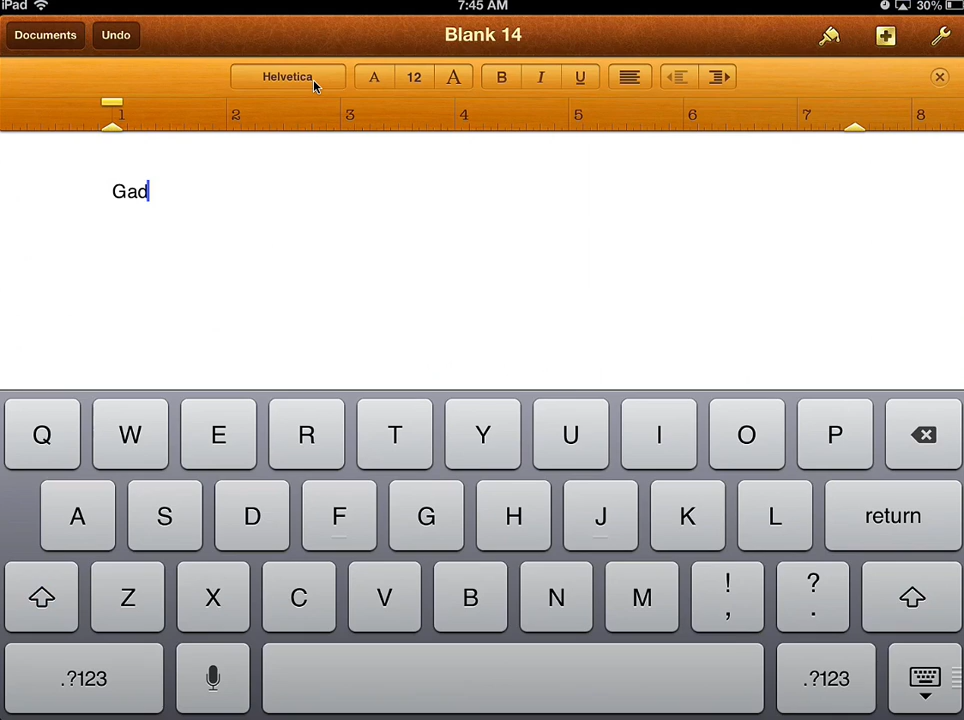 iPad 7:45 AM 30%
Documents Undo Blank 14
Helvetica A 12 A B I U
1 2 3 4 5 6 7 8
Gad
Q W E R T Y U I O P
A S D F G H J K L return
Z X C V B N M ! , ? .
.?123 .?123